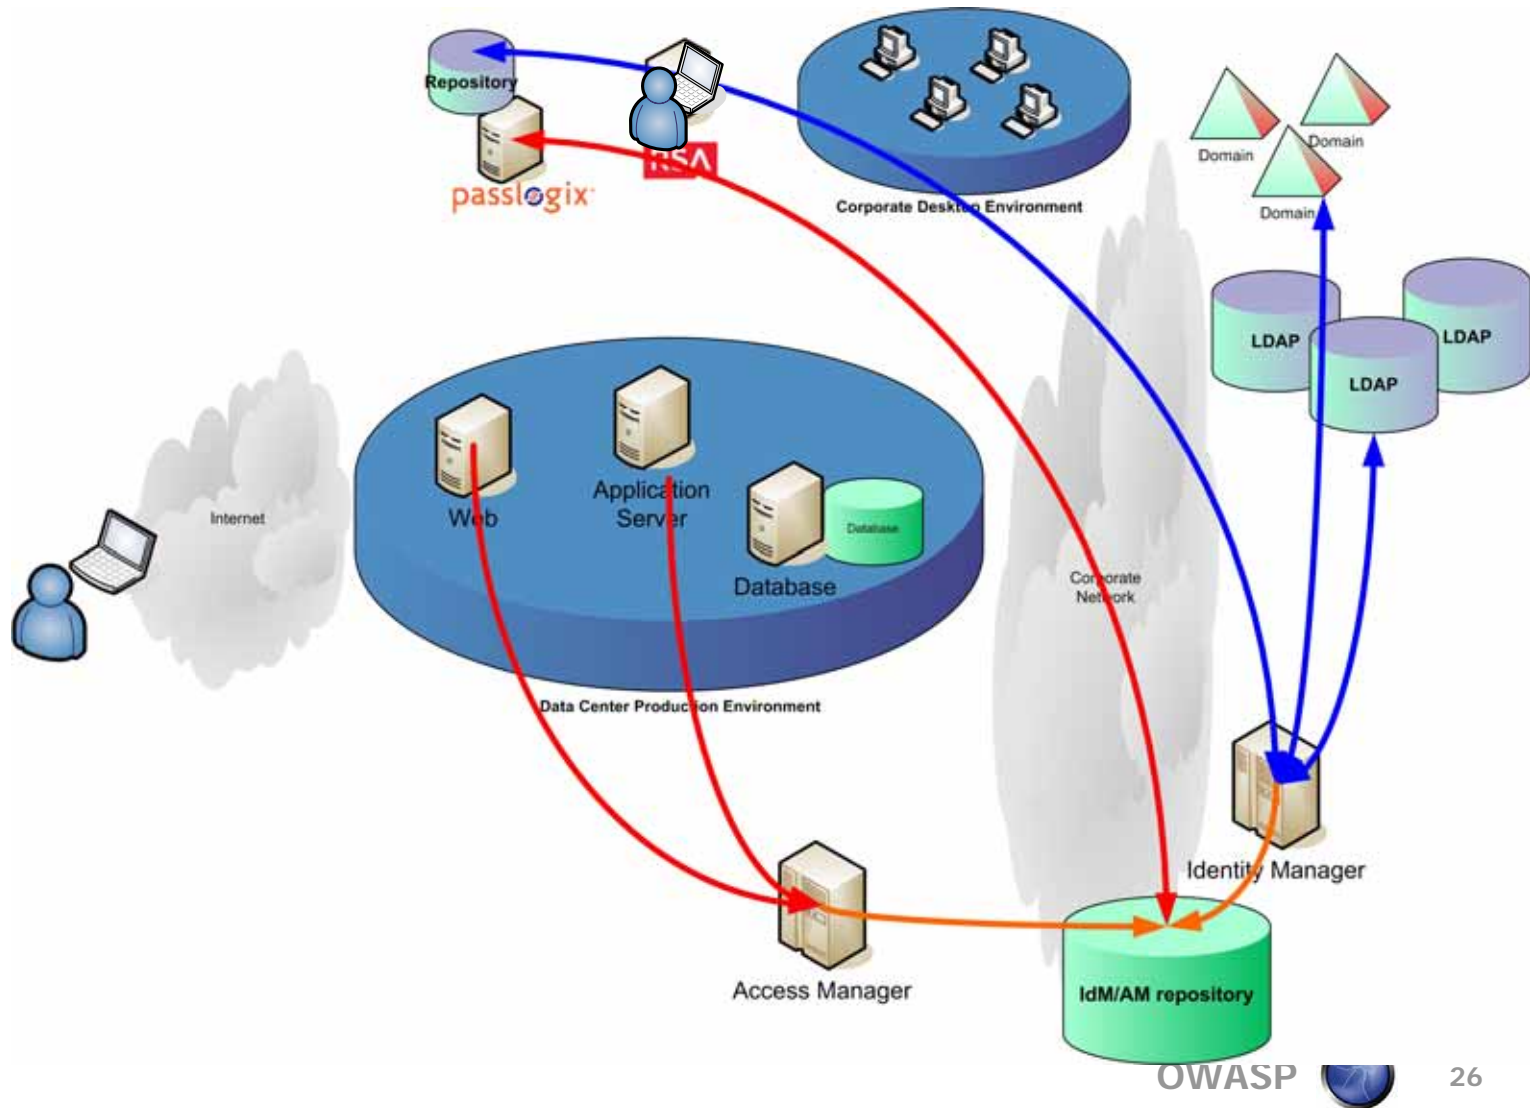 Repository
passlogix
RSA
Corporate Desktop Environment
Domain
Domain
Domain
LDAP
LDAP
LDAP
Internet
Web
Application
Server
Database
Database
Corporate
Network
Data Center Production Environment
Identity Manager
Access Manager
IdM/AM repository
OWASP
26